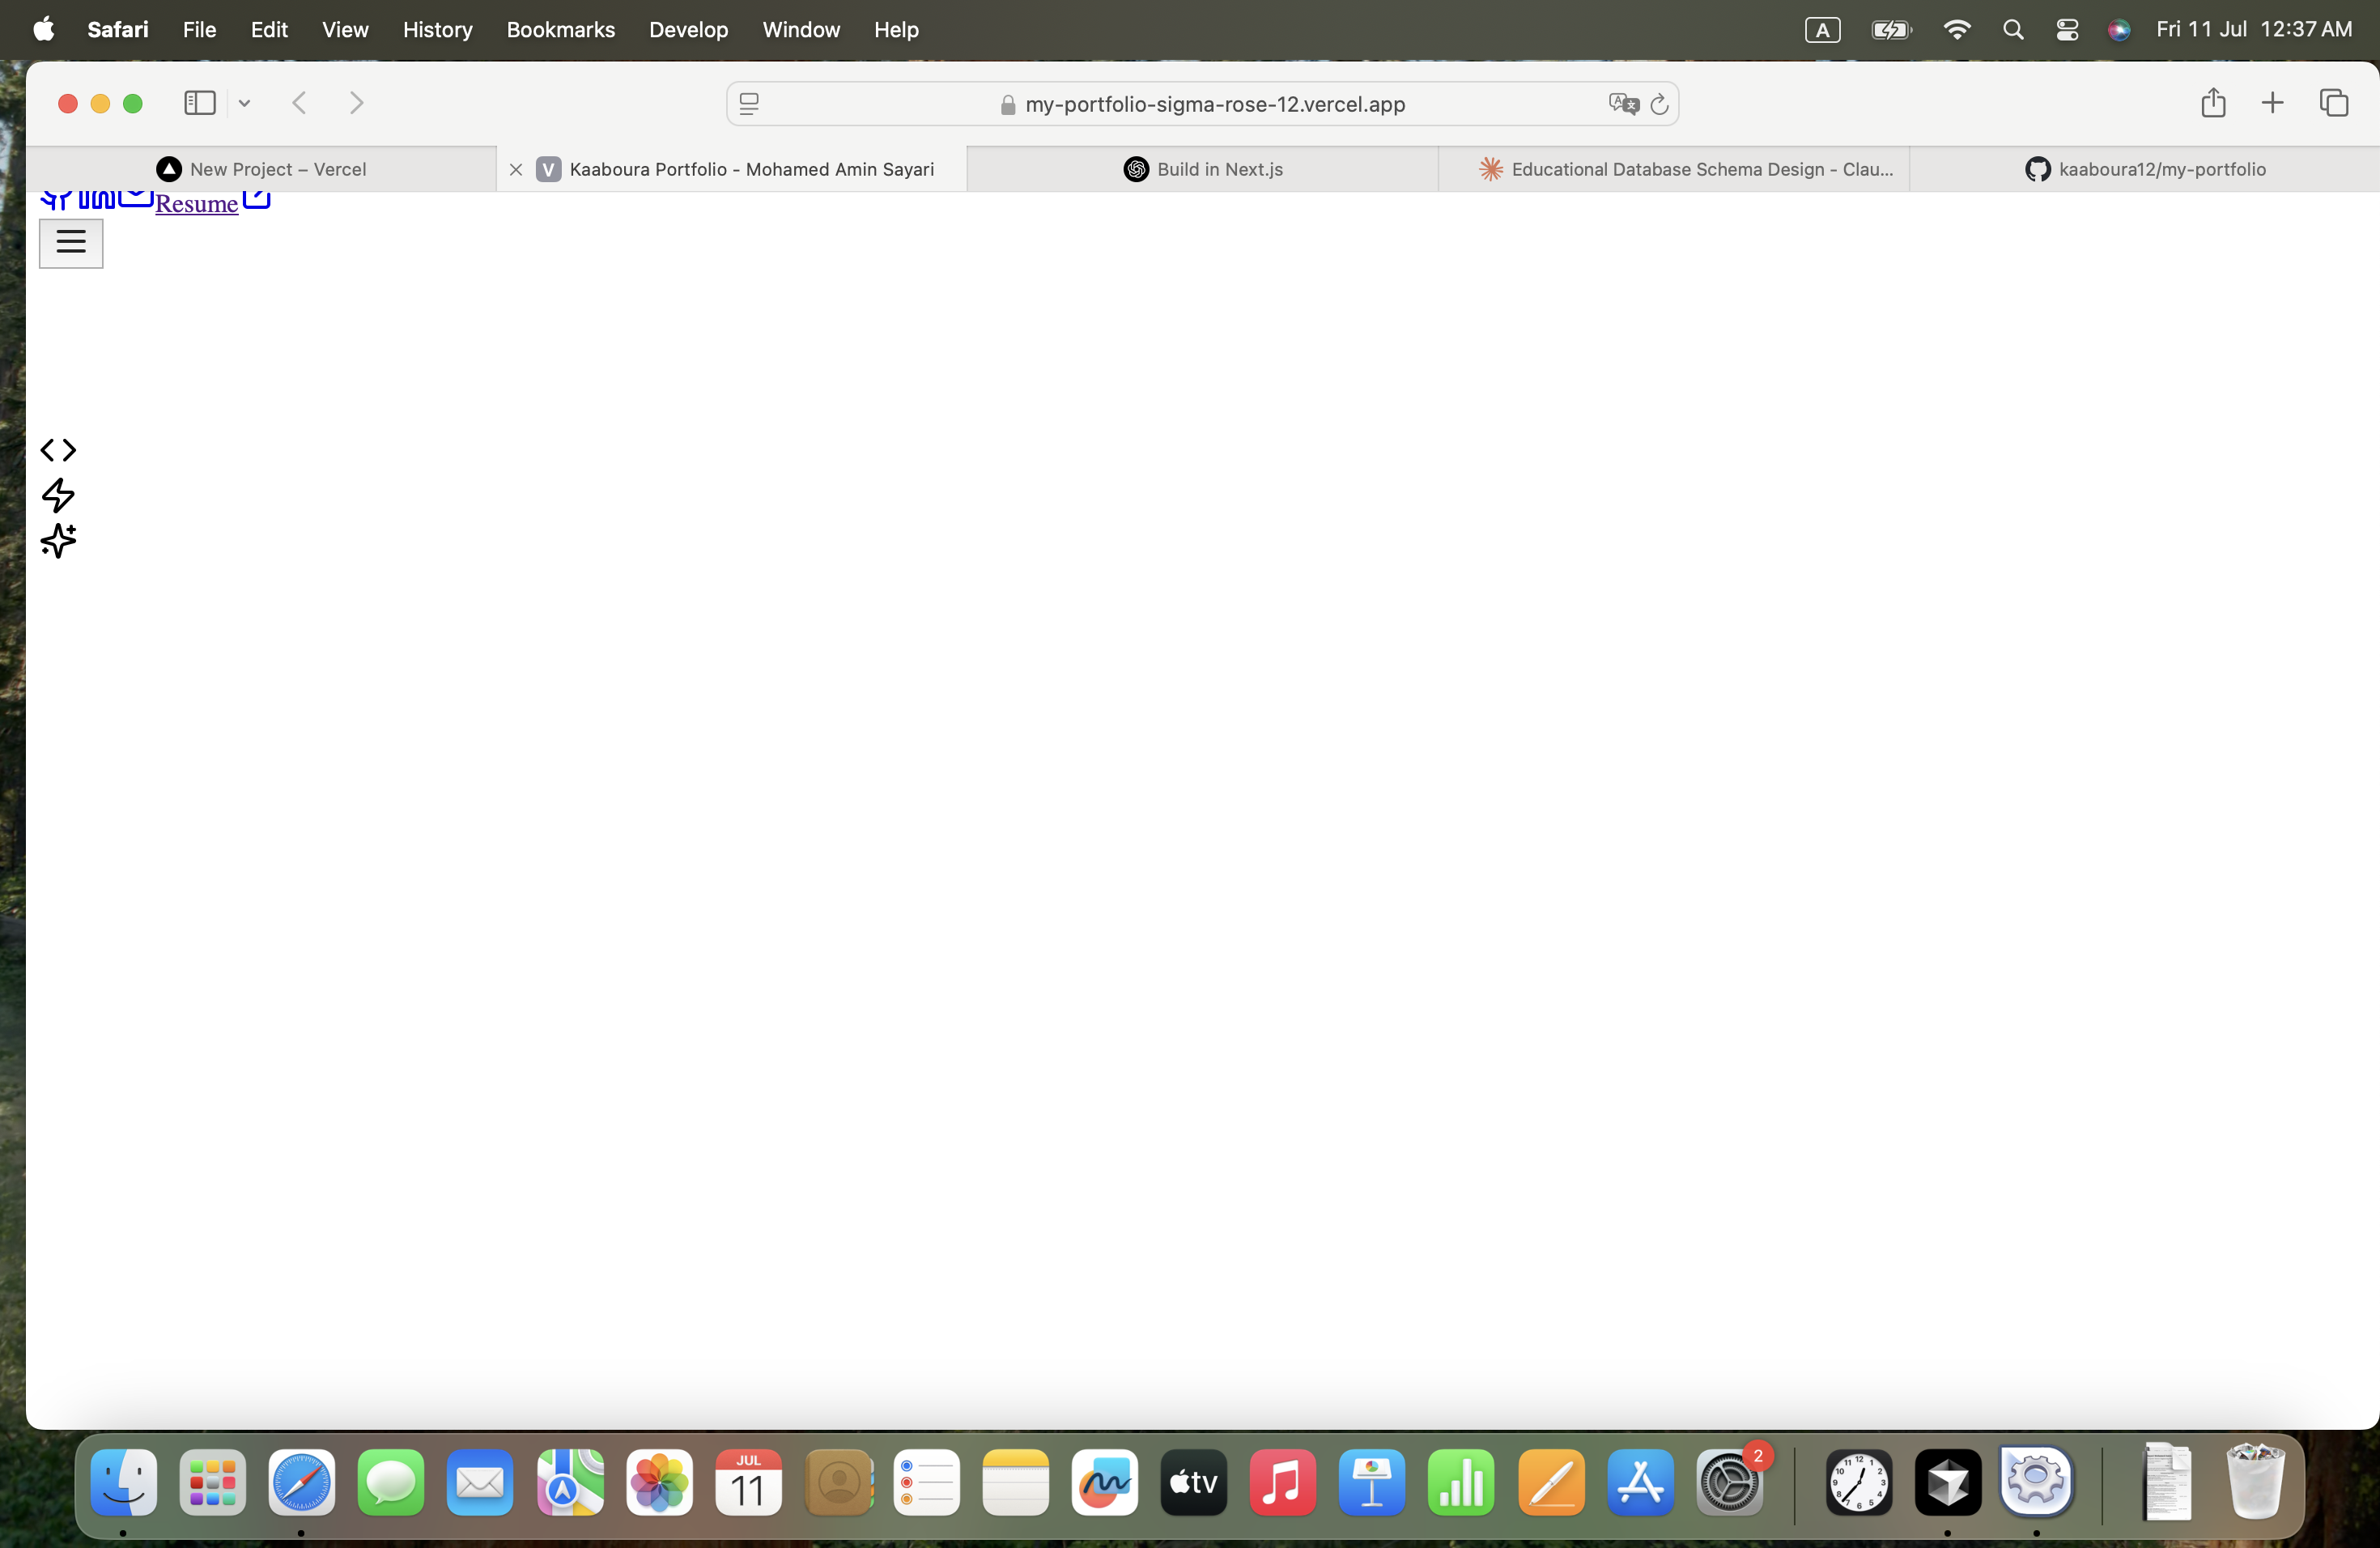 Safari File Edit View History Bookmarks Develop Window Help A Fri 11 Jul 12:37 AM
my-portfolio-sigma-rose-12.vercel.app
New Project – Vercel
V Kaaboura Portfolio - Mohamed Amin Sayari
Build in Next.js
Educational Database Schema Design - Clau...
kaaboura12/my-portfolio
Resume
JUL
11
tv
2